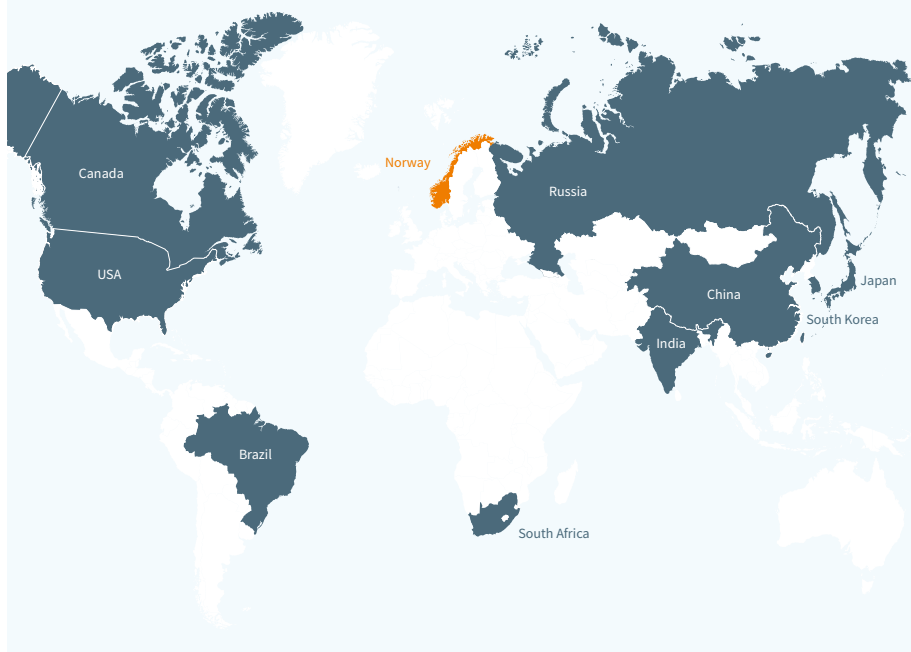 Norway
Canada
Russia
USA
Japan
China
South Korea
India
Brazil
South Africa